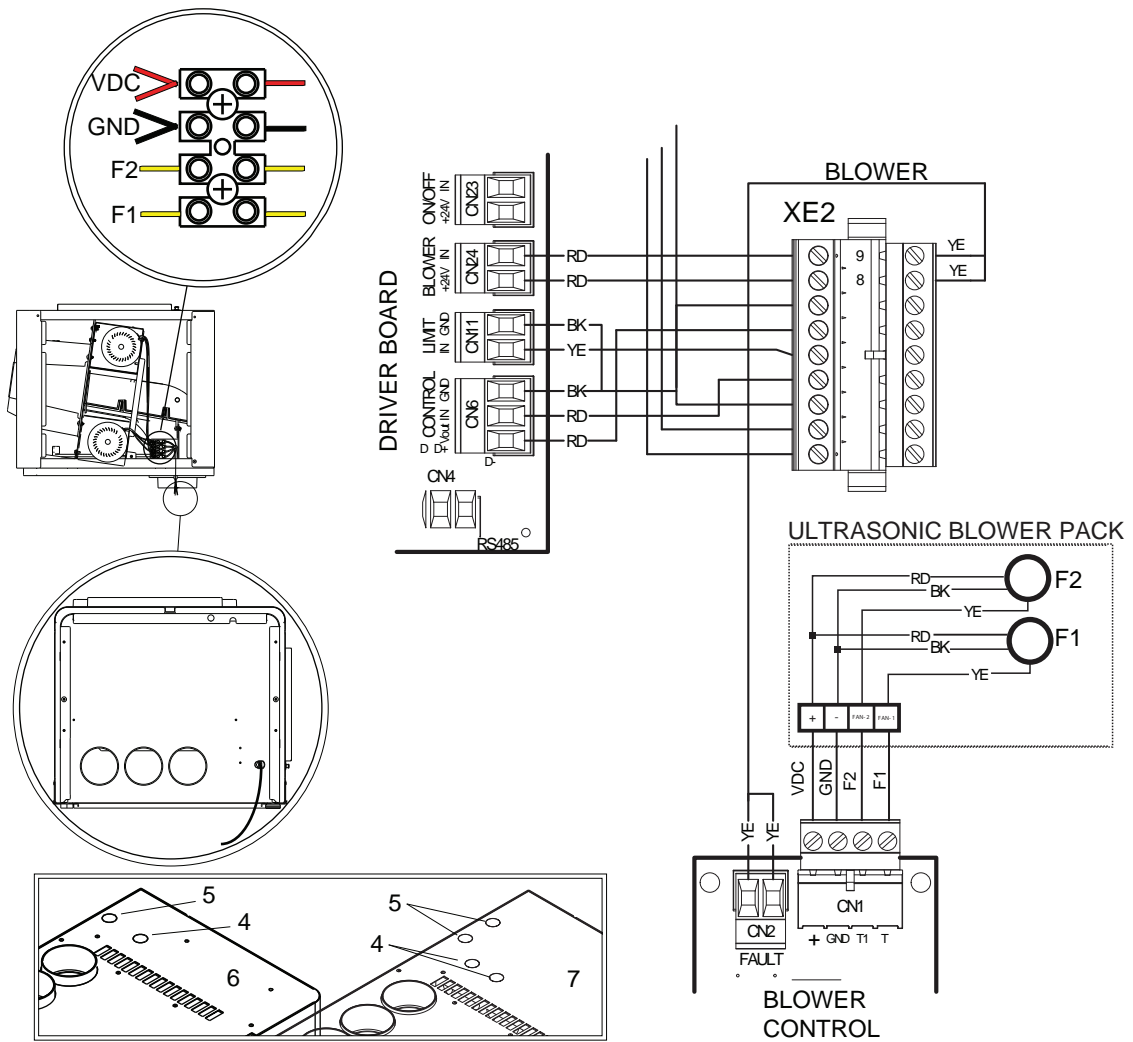 VDC
GND
F2
F1
DRIVER BOARD
ON/OFF
+24V IN
CN23
BLOWER
+24V IN
CN24
LIMIT
IN GND
CN11
CONTROL
D D+ Vout IN GND
CN6
D-
CN4
RS485
RD
RD
BK
YE
BK
RD
RD
BLOWER
XE2
9
8
YE
YE
ULTRASONIC BLOWER PACK
RD
BK
F2
YE
RD
BK
F1
YE
+ - FAN-2 FAN-1
VDC
GND
F2
F1
YE
YE
CN1
CN2
+ GND T1 T
FAULT
BLOWER
CONTROL
5
4
6
5
4
7